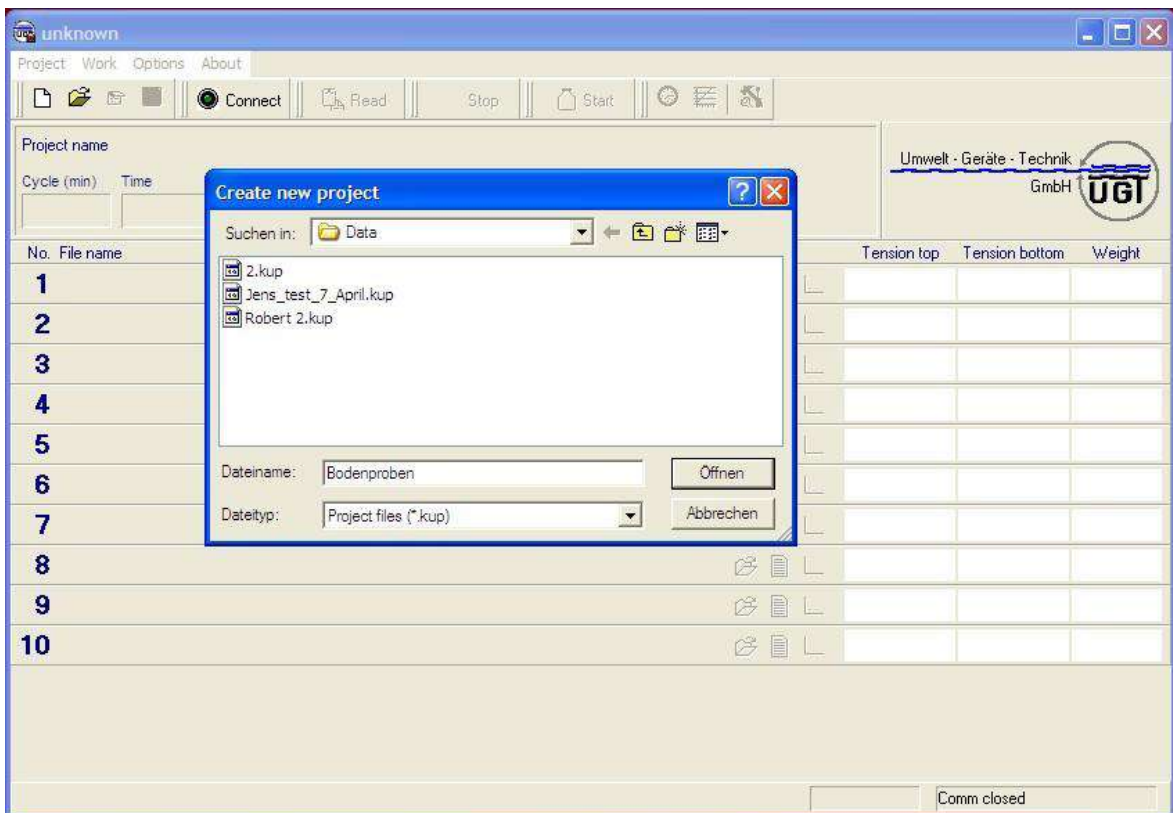 unknown
Project Work Options About
Connect Read Stop Start
Project name
Cycle (min) Time
Umwelt - Geräte - Technik
GmbH UGT
Create new project
Suchen in: Data
2.kup
Jens_test_7_April.kup
Robert 2.kup
Dateiname: Bodenproben Öffnen
Dateityp: Project files (*.kup) Abbrechen
No. File name Tension top Tension bottom Weight
1
2
3
4
5
6
7
8
9
10
Comm closed